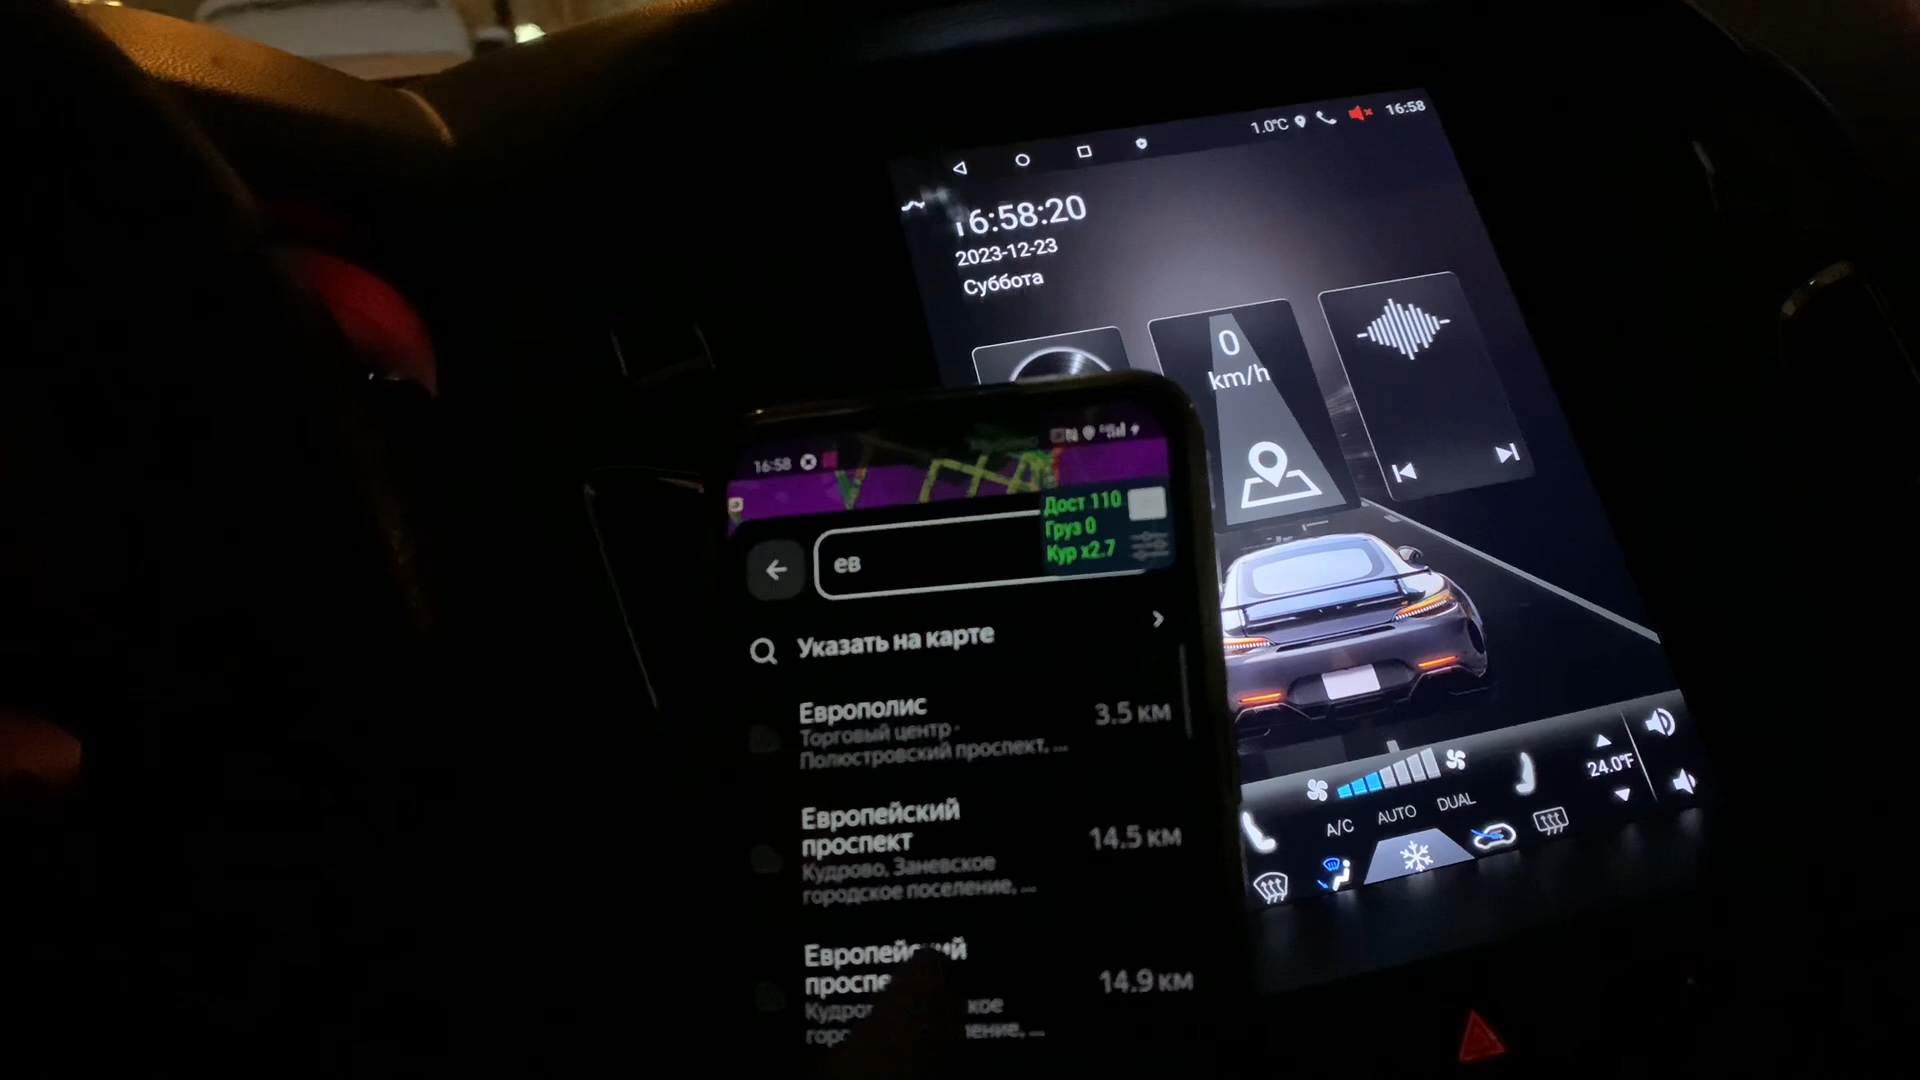 1.0℃
16:58
16:58:20
2023-12-23
Суббота
0
km/h
16:58
Дост 110
Груз 0
Кур x2.7
ев
Указать на карте
Европолис
3.5 км
Торговый центр ·
Полюстровский проспект, ...
Европейский
проспект
14.5 км
Кудрово, Заневское
городское поселение, ...
Европейский
14.9 км
24.0°F
A/C
AUTO
DUAL